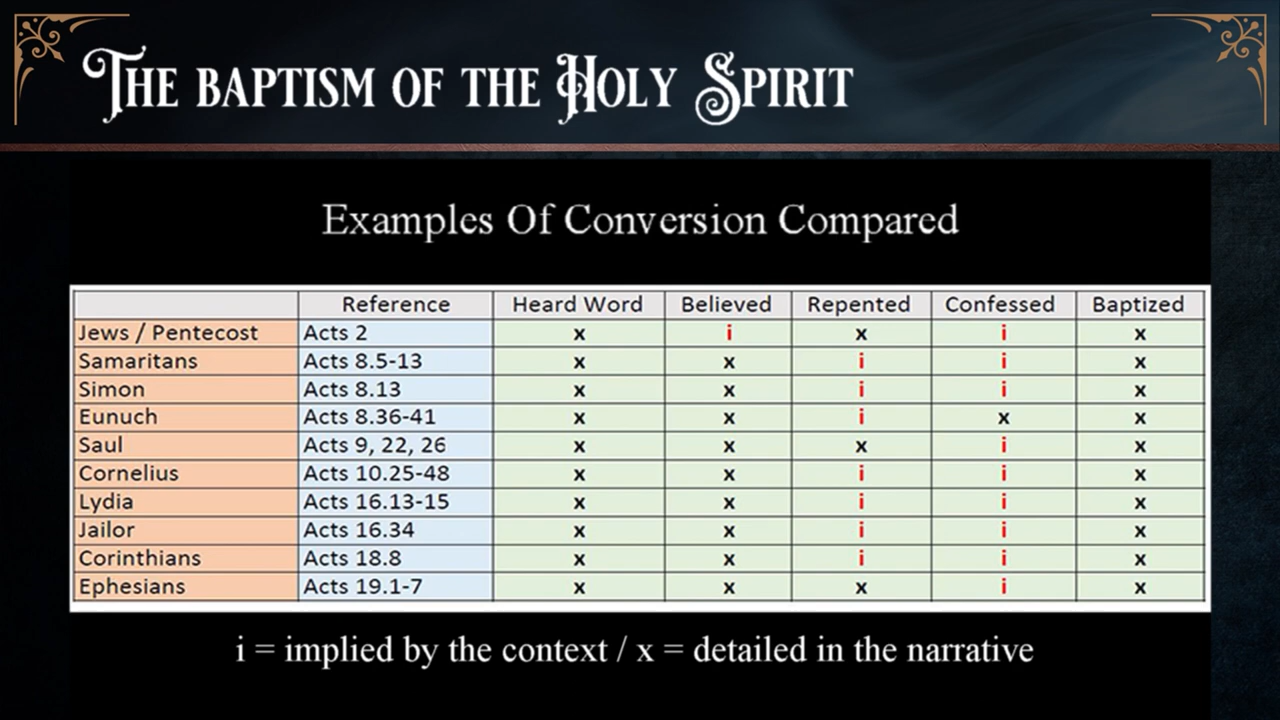 The baptism of the Holy Spirit
Examples Of Conversion Compared
Reference Heard Word Believed Repented Confessed Baptized
Jews / Pentecost Acts 2 x i x i x
Samaritans Acts 8.5-13 x x i i x
Simon Acts 8.13 x x i i x
Eunuch Acts 8.36-41 x x i x x
Saul Acts 9, 22, 26 x x x i x
Cornelius Acts 10.25-48 x x i i x
Lydia Acts 16.13-15 x x i i x
Jailor Acts 16.34 x x i i x
Corinthians Acts 18.8 x x i i x
Ephesians Acts 19.1-7 x x x i x
i = implied by the context / x = detailed in the narrative